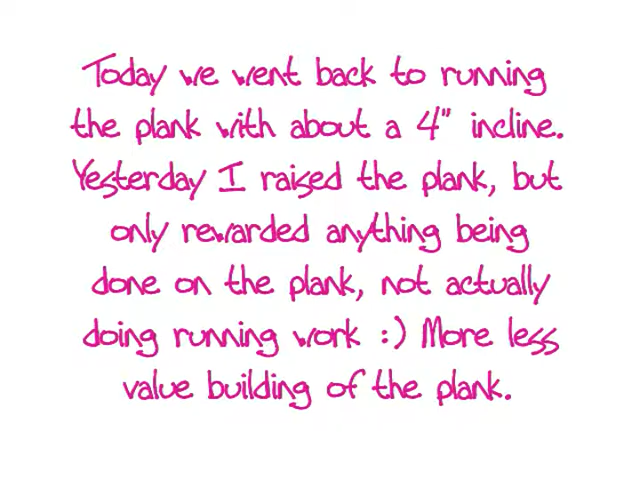 Today we went back to running
the plank with about a 4" incline.
Yesterday I raised the plank, but
only rewarded anything being
done on the plank, not actually
doing running work :) More less
value building of the plank.